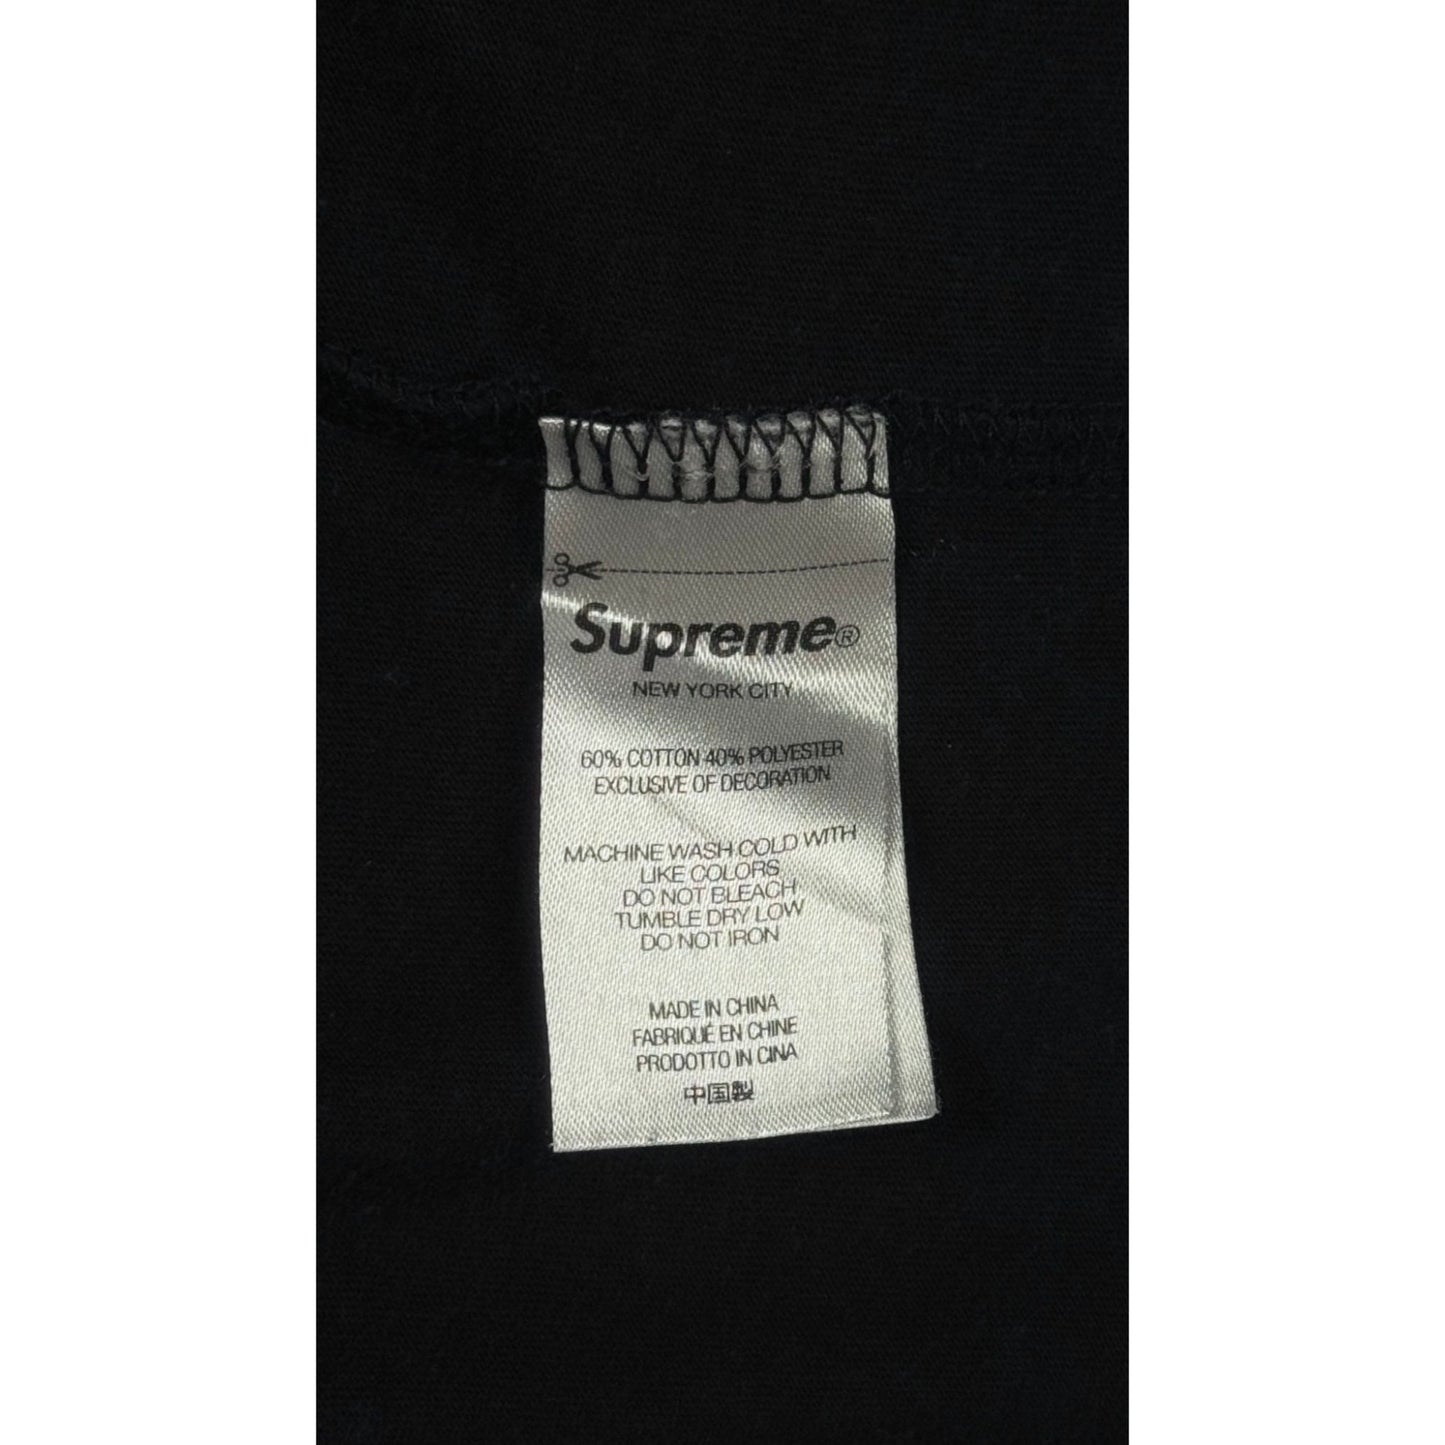 Supreme®
NEW YORK CITY
60% COTTON 40% POLYESTER
EXCLUSIVE OF DECORATION
MACHINE WASH COLD WITH
LIKE COLORS
DO NOT BLEACH
TUMBLE DRY LOW
DO NOT IRON
MADE IN CHINA
FABRIQUÉ EN CHINE
PRODOTTO IN CINA
中国製